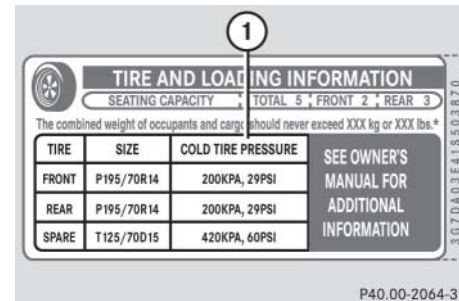 1
TIRE AND LOADING INFORMATION
SEATING CAPACITY TOTAL 5 FRONT 2 REAR 3
The combined weight of occupants and cargo should never exceed XXX kg or XXX lbs.*
TIRE SIZE COLD TIRE PRESSURE
FRONT P195/70R14 200KPA, 29PSI
REAR P195/70R14 200KPA, 29PSI
SPARE T125/70D15 420KPA, 60PSI
SEE OWNER'S
MANUAL FOR
ADDITIONAL
INFORMATION
3G7DA03E41S503870
P40.00-2064-3